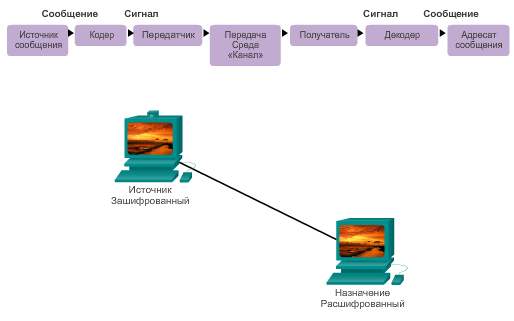 Сообщение Сигнал Сигнал Сообщение
Источник сообщения
Кодер
Передатчик
Передача
Среда
«Канал»
Получатель
Декодер
Адресат
сообщения
Источник
Зашифрованный
Назначение
Расшифрованный